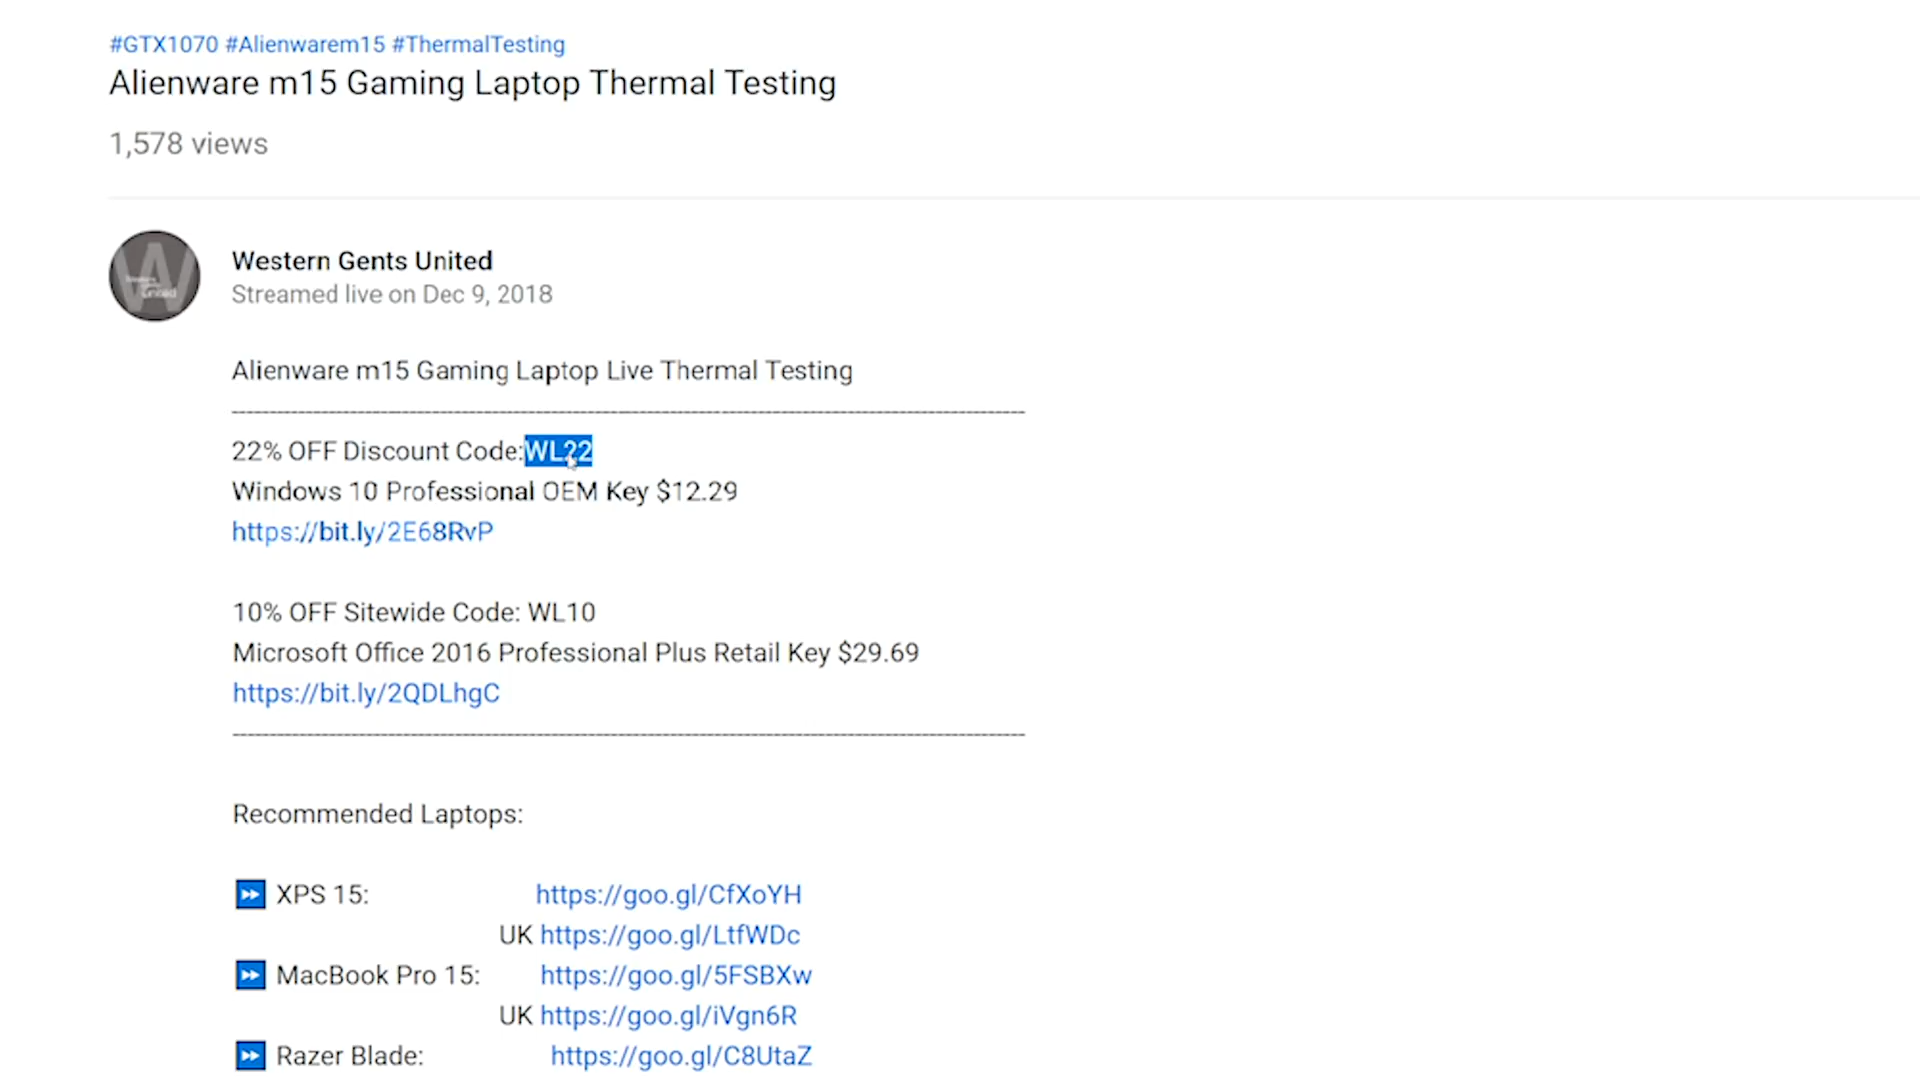 #GTX1070 #Alienwarem15 #ThermalTesting
Alienware m15 Gaming Laptop Thermal Testing
1,578 views
Western Gents United
Streamed live on Dec 9, 2018
Alienware m15 Gaming Laptop Live Thermal Testing
22% OFF Discount Code:WL22
Windows 10 Professional OEM Key $12.29
https://bit.ly/2E68RvP
10% OFF Sitewide Code: WL10
Microsoft Office 2016 Professional Plus Retail Key $29.69
https://bit.ly/2QDLhgC
Recommended Laptops:
XPS 15: https://goo.gl/CfXoYH
UK https://goo.gl/LtfWDc
MacBook Pro 15: https://goo.gl/5FSBXw
UK https://goo.gl/iVgn6R
Razer Blade: https://goo.gl/C8UtaZ